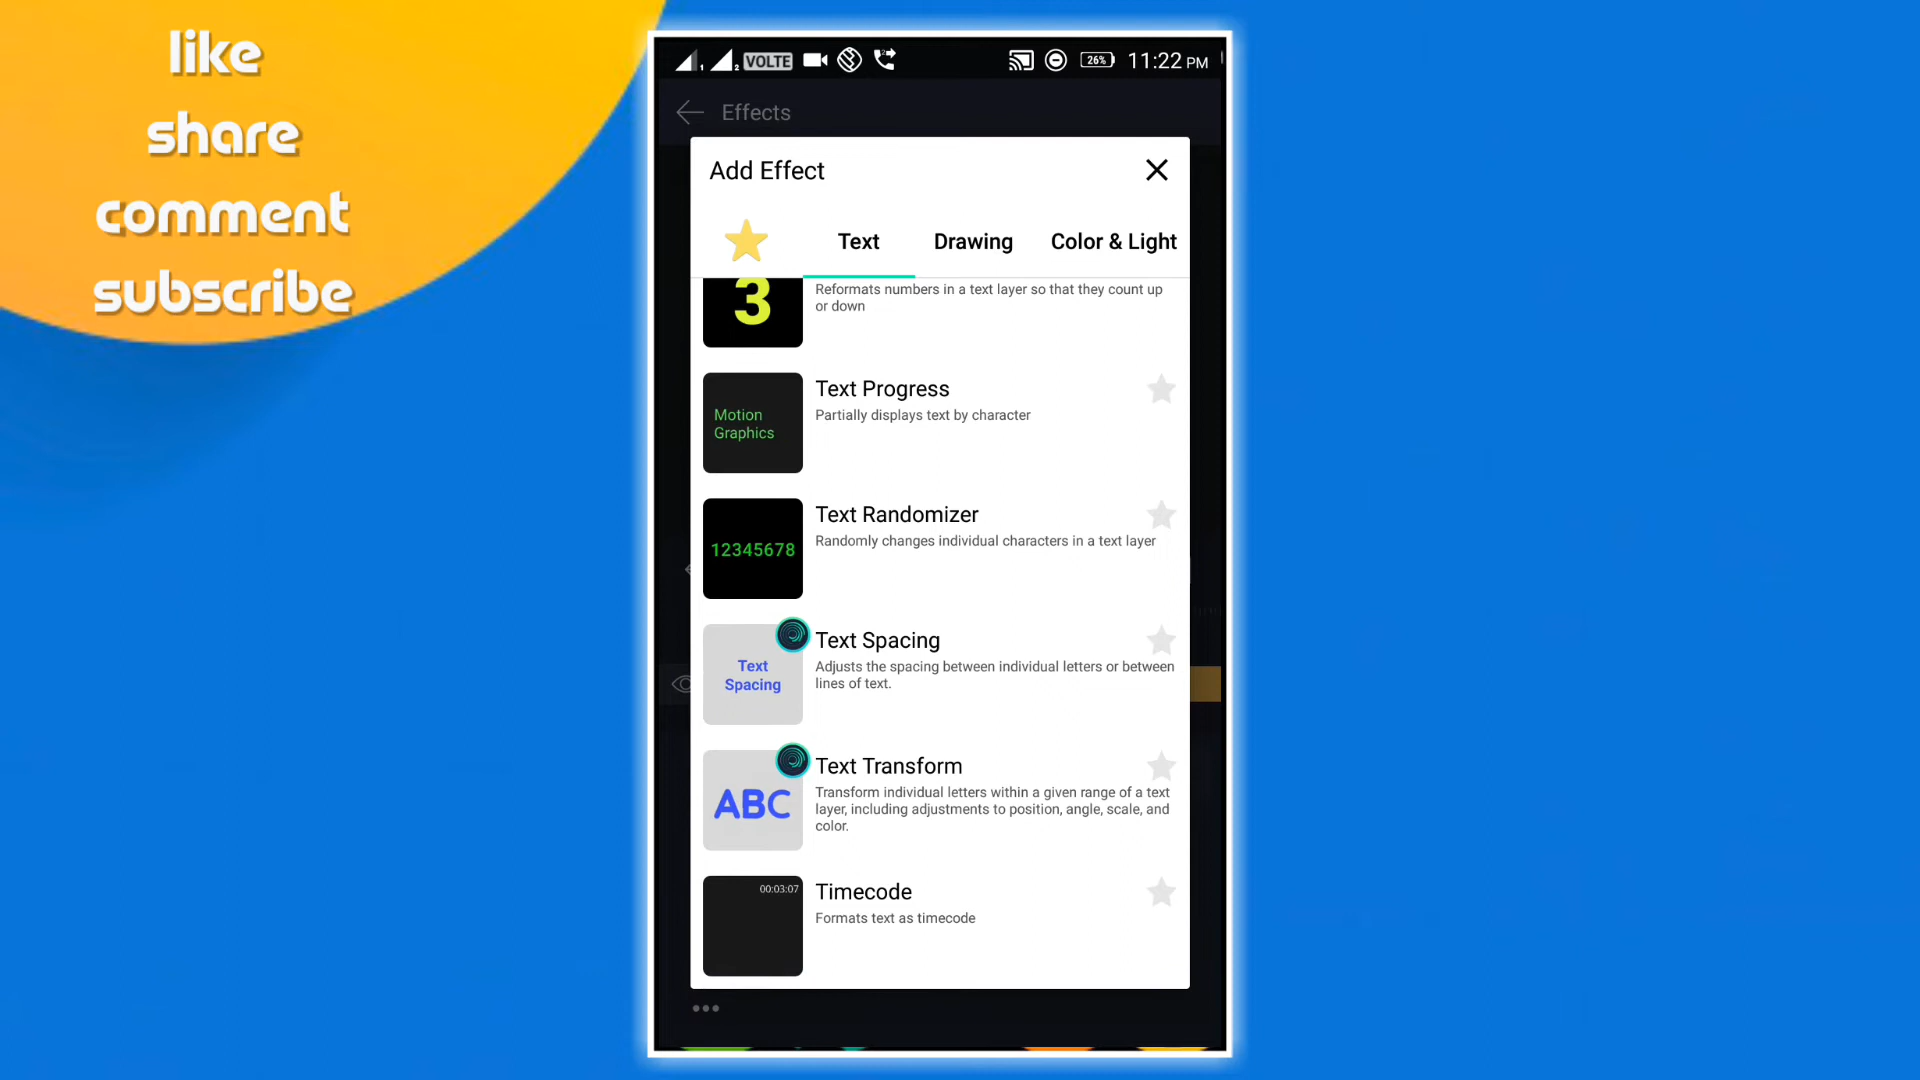 like
share
comment
subscribe
1
2
VOLTE
2
26%
11:22 PM
Effects
Add Effect
Text
Drawing
Color & Light
3
Reformats numbers in a text layer so that they count up
or down
Motion
Graphics
Text Progress
Partially displays text by character
12345678
Text Randomizer
Randomly changes individual characters in a text layer
Text
Spacing
Text Spacing
Adjusts the spacing between individual letters or between
lines of text.
ABC
Text Transform
Transform individual letters within a given range of a text
layer, including adjustments to position, angle, scale, and
color.
00:03:07
Timecode
Formats text as timecode